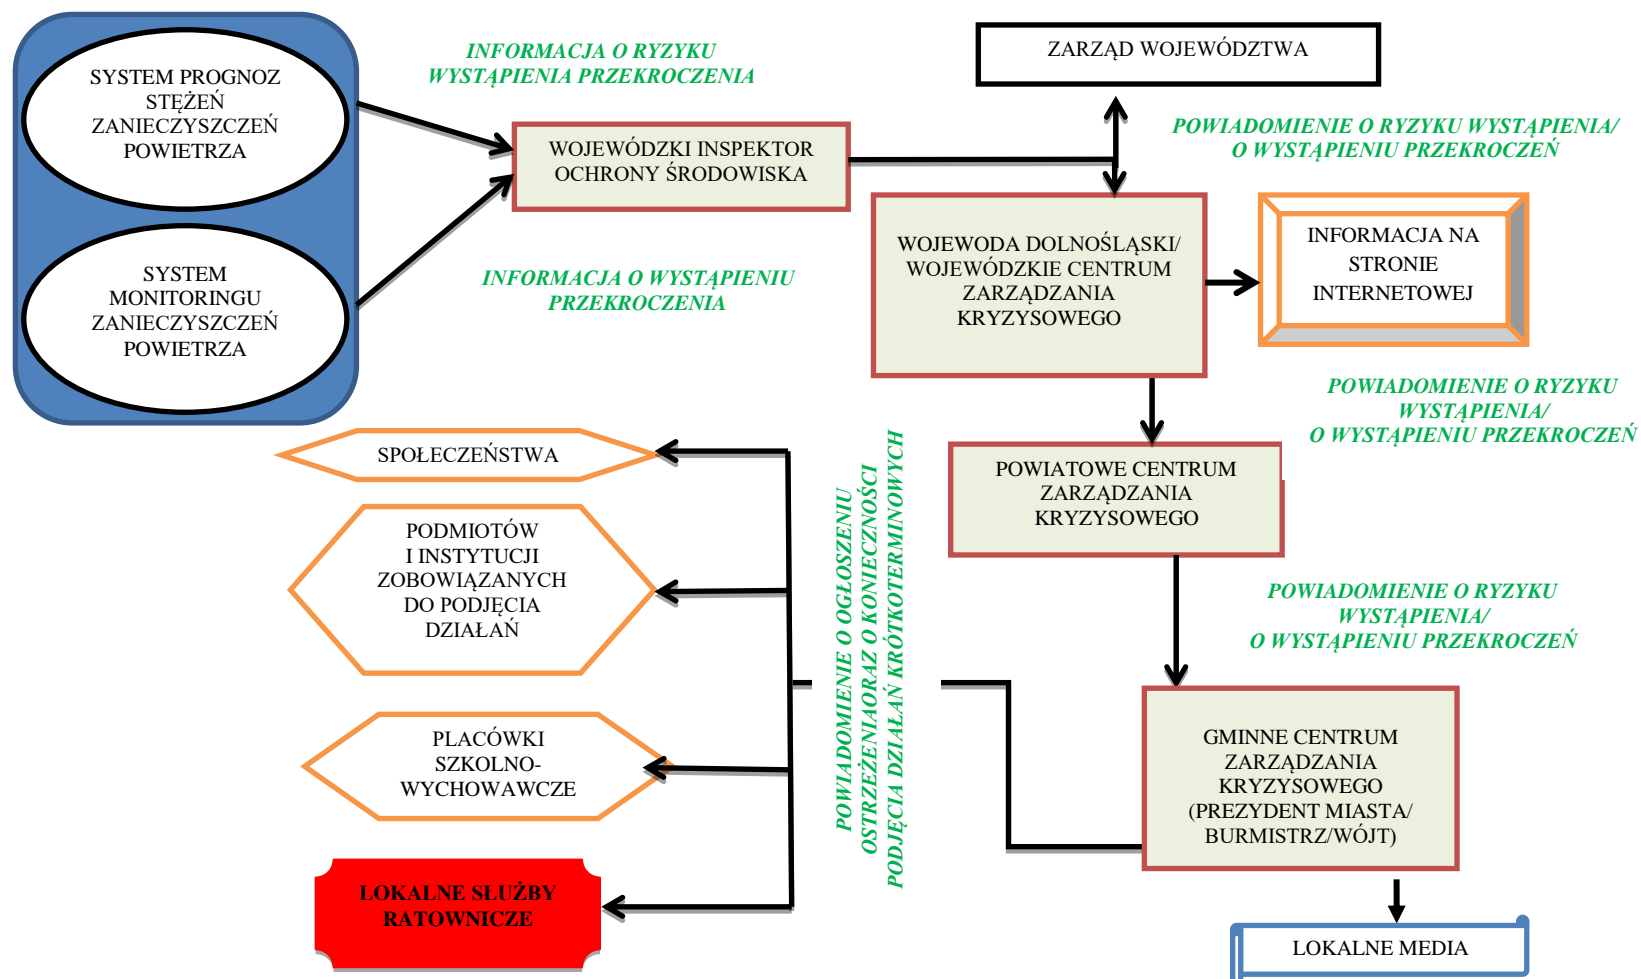 SYSTEM PROGNOZ
STĘŻEŃ
ZANIECZYSZCZEŃ
POWIETRZA
SYSTEM
MONITORINGU
ZANIECZYSZCZEŃ
POWIETRZA
INFORMACJA O RYZYKU
WYSTĄPIENIA PRZEKROCZENIA
WOJEWÓDZKI INSPEKTOR
OCHRONY ŚRODOWISKA
INFORMACJA O WYSTĄPIENIU
PRZEKROCZENIA
ZARZĄD WOJEWÓDZTWA
POWIADOMIENIE O RYZYKU WYSTĄPIENIA/
O WYSTĄPIENIU PRZEKROCZEŃ
WOJEWODA DOLNOŚLĄSKI/
WOJEWÓDZKIE CENTRUM
ZARZĄDZANIA
KRYZYSOWEGO
INFORMACJA NA
STRONIE
INTERNETOWEJ
POWIADOMIENIE O RYZYKU
WYSTĄPIENIA/
O WYSTĄPIENIU PRZEKROCZEŃ
POWIATOWE CENTRUM
ZARZĄDZANIA
KRYZYSOWEGO
POWIADOMIENIE O RYZYKU
WYSTĄPIENIA/
O WYSTĄPIENIU PRZEKROCZEŃ
GMINNE CENTRUM
ZARZĄDZANIA
KRYZYSOWEGO
(PREZYDENT MIASTA/
BURMISTRZ/WÓJT)
LOKALNE MEDIA
POWIADOMIENIE O OGŁOSZENIU
OSTRZEŻENIAORAZ O KONIECZNOŚCI
PODJĘCIA DZIAŁAŃ KRÓTKOTERMINOWYCH
SPOŁECZEŃSTWA
PODMIOTÓW
I INSTYTUCJI
ZOBOWIĄZANYCH
DO PODJĘCIA
DZIAŁAŃ
PLACÓWKI
SZKOLNO-
WYCHOWAWCZE
LOKALNE SŁUŻBY
RATOWNICZE